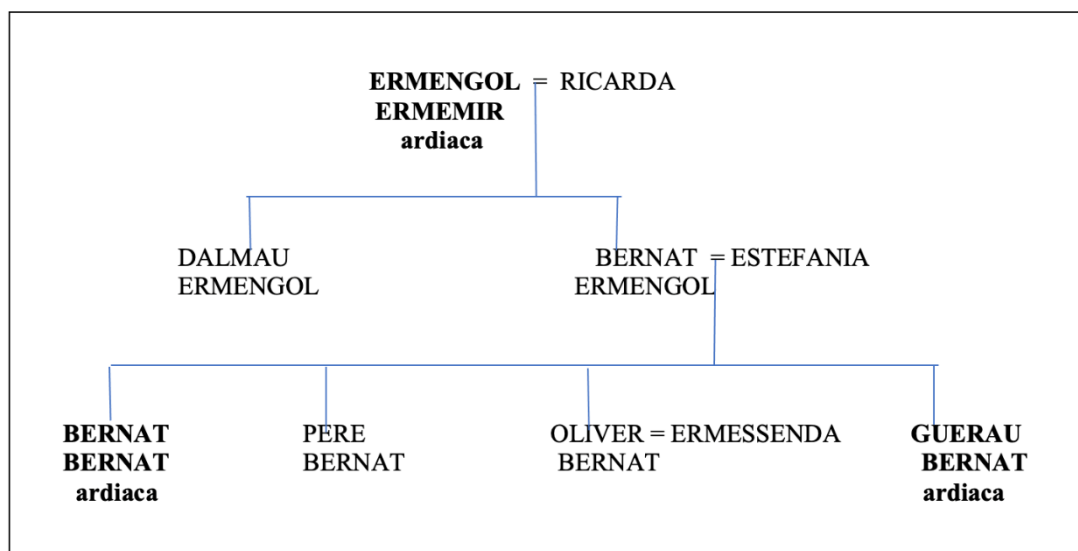 ERMENGOL = RICARDA
ERMEMIR
ardiaca
DALMAU BERNAT = ESTEFANIA
ERMENGOL ERMENGOL
BERNAT PERE OLIVER = ERMESSENDA GUERAU
BERNAT BERNAT BERNAT BERNAT
ardiaca ardiaca